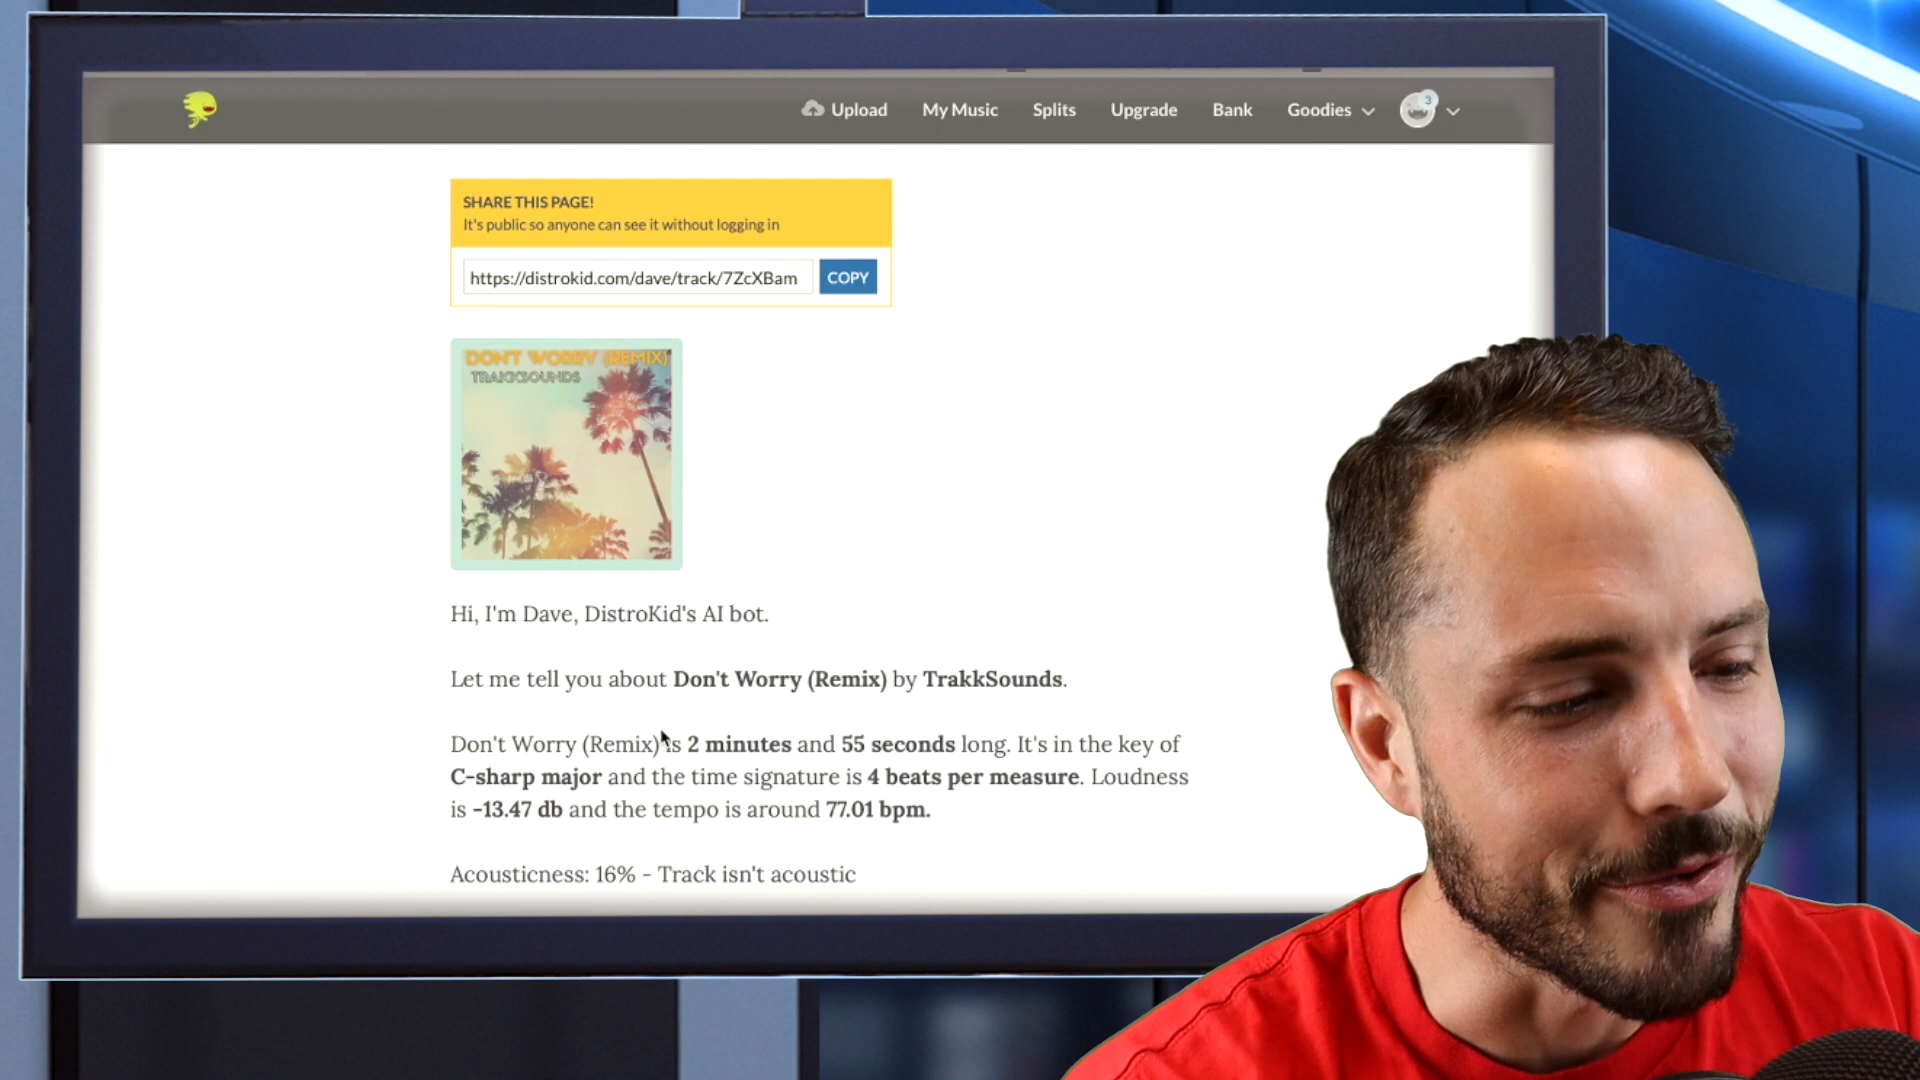 Upload My Music Splits Upgrade Bank Goodies 3
SHARE THIS PAGE!
It's public so anyone can see it without logging in
https://distrokid.com/dave/track/7ZcXBam COPY
DON'T WORRY (REMIX)
TRAKKSOUNDS
Hi, I'm Dave, DistroKid's AI bot.
Let me tell you about Don't Worry (Remix) by TrakkSounds.
Don't Worry (Remix) is 2 minutes and 55 seconds long. It's in the key of
C-sharp major and the time signature is 4 beats per measure. Loudness
is -13.47 db and the tempo is around 77.01 bpm.
Acousticness: 16% - Track isn't acoustic